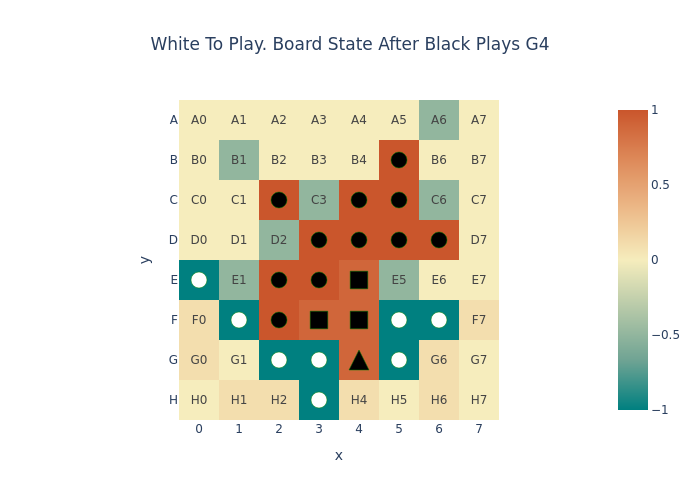 White To Play. Board State After Black Plays G4
A A0 A1 A2 A3 A4 A5 A6 A7 1
B B0 B1 B2 B3 B4 B6 B7
C C0 C1 C3 C6 C7 0.5
D D0 D1 D2 D7
y E E1 E5 E6 E7 0
F F0 F7 −0.5
G G0 G1 G6 G7
H H0 H1 H2 H4 H5 H6 H7 −1
0 1 2 3 4 5 6 7
x